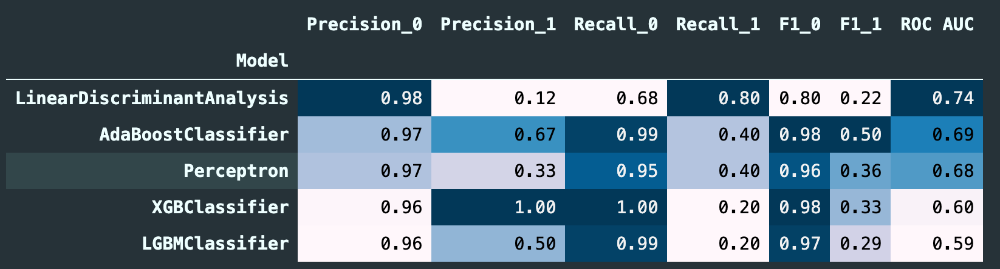 Precision_0 Precision_1 Recall_0 Recall_1 F1_0 F1_1 ROC AUC
Model
LinearDiscriminantAnalysis 0.98 0.12 0.68 0.80 0.80 0.22 0.74
AdaBoostClassifier 0.97 0.67 0.99 0.40 0.98 0.50 0.69
Perceptron 0.97 0.33 0.95 0.40 0.96 0.36 0.68
XGBClassifier 0.96 1.00 1.00 0.20 0.98 0.33 0.60
LGBMClassifier 0.96 0.50 0.99 0.20 0.97 0.29 0.59